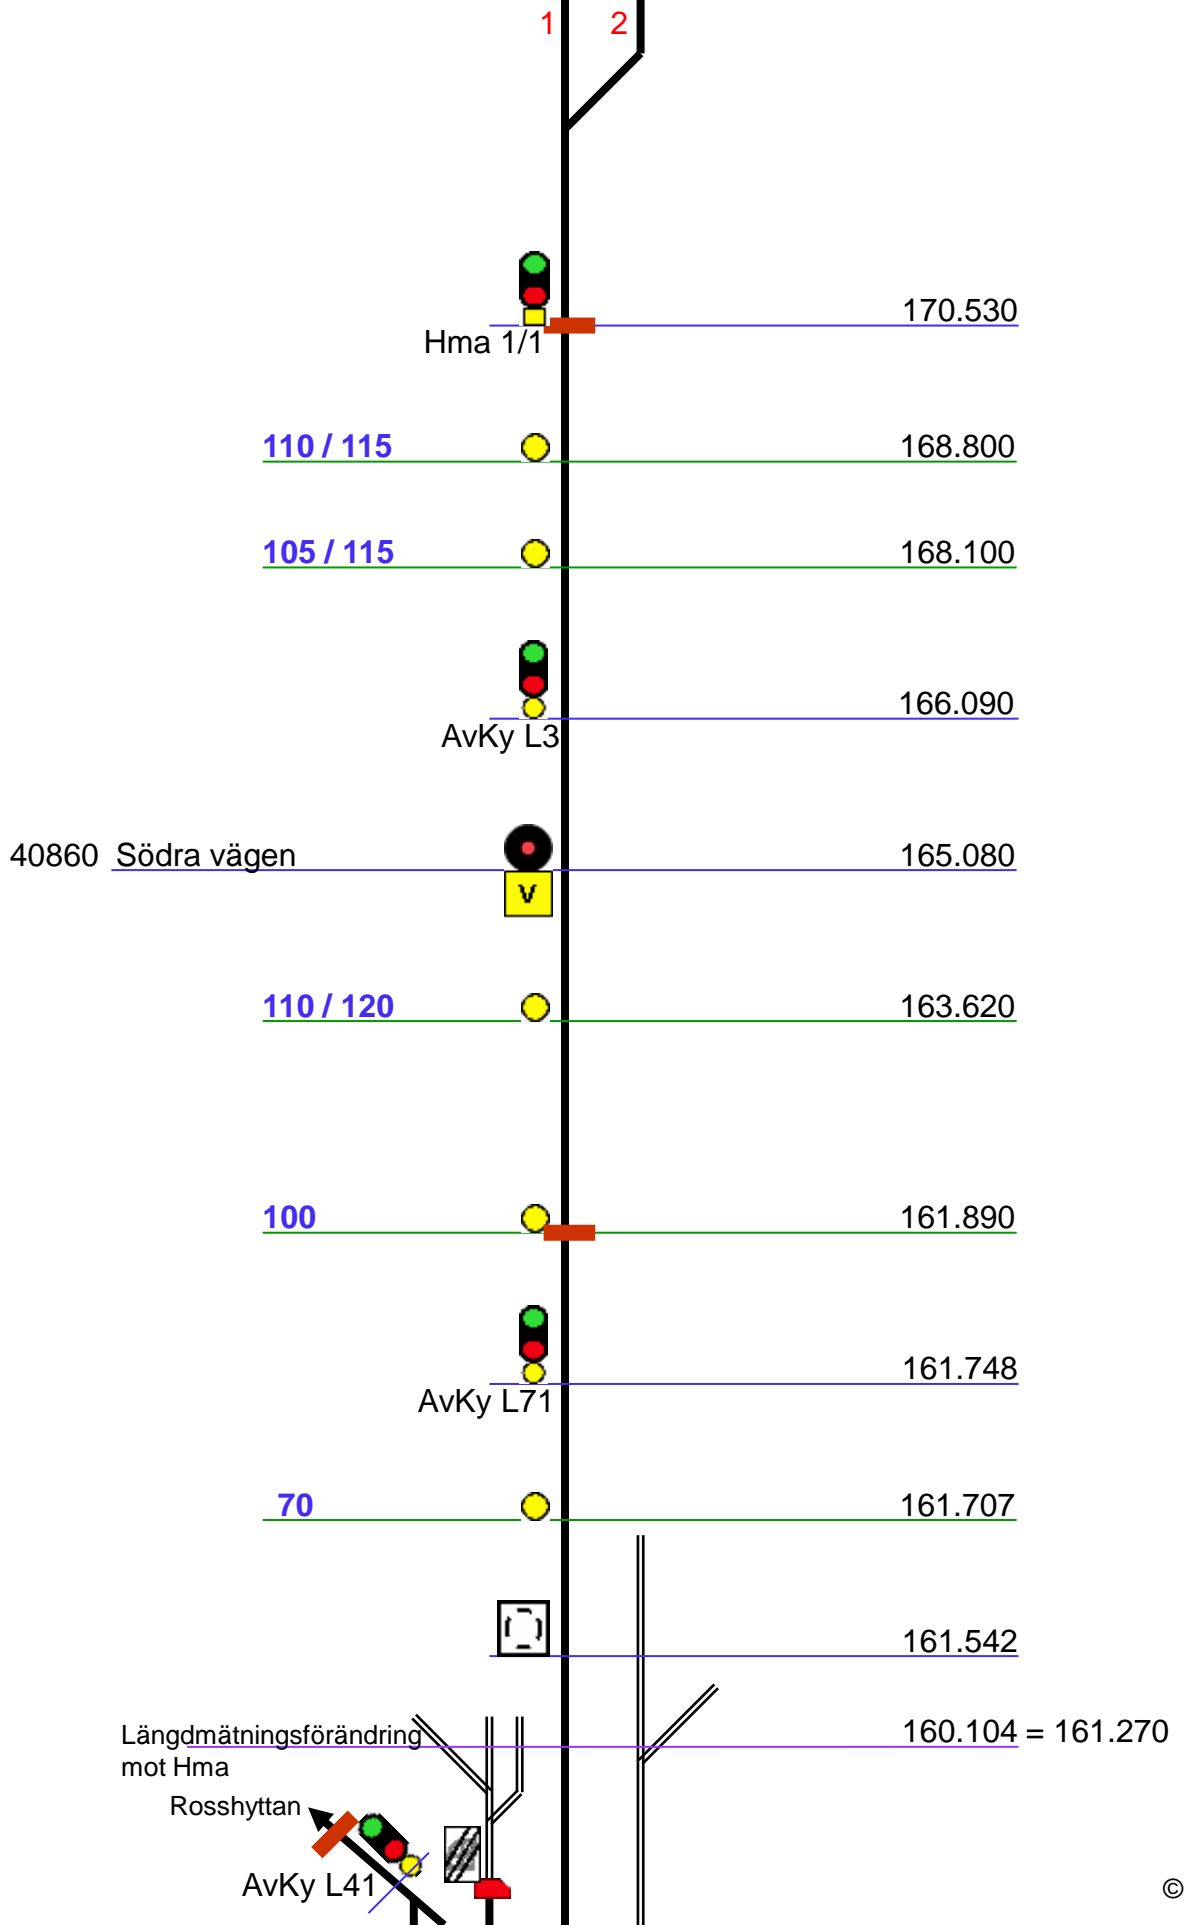 1 2
170.530
Hma 1/1
110 / 115 168.800
105 / 115 168.100
166.090
AvKy L3
40860 Södra vägen 165.080
V
110 / 120 163.620
100 161.890
161.748
AvKy L71
70 161.707
161.542
Längdmätningsförändring 160.104 = 161.270
mot Hma
Rosshyttan
AvKy L41
©